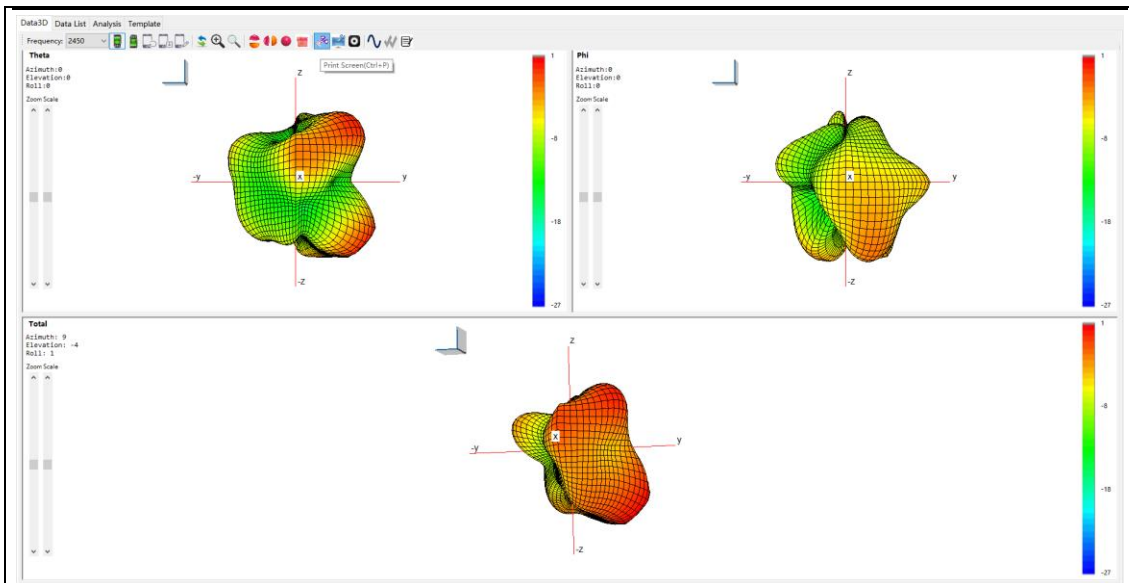 Data3D Data List Analysis Template
Frequency: 2450
Print Screen(Ctrl+P)
Theta
Azimuth:0
Elevation:0
Roll:0
Zoom Scale
z
-y
x
y
-z
1
-8
-18
-27
Phi
Azimuth:0
Elevation:0
Roll:0
Zoom Scale
z
-y
x
y
-z
1
-8
-18
-27
Total
Azimuth: 9
Elevation: -4
Roll: 1
Zoom Scale
z
-y
x
y
-z
1
-8
-18
-27